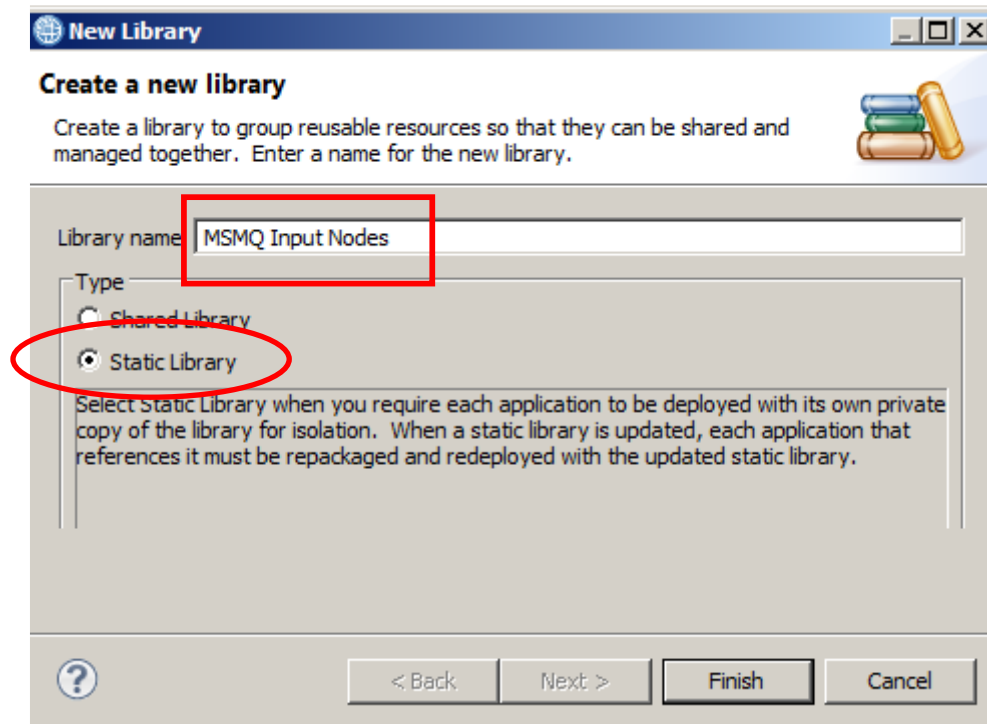 New Library
Create a new library
Create a library to group reusable resources so that they can be shared and
managed together.  Enter a name for the new library.
Library name MSMQ Input Nodes
Type
Shared Library
Static Library
Select Static Library when you require each application to be deployed with its own private
copy of the library for isolation.  When a static library is updated, each application that
references it must be repackaged and redeployed with the updated static library.
? < Back Next > Finish Cancel